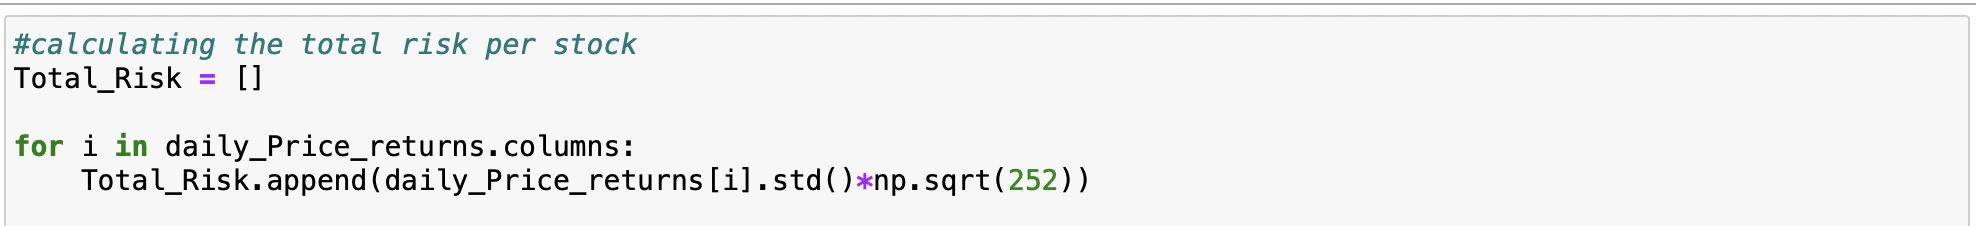 #calculating the total risk per stock
Total_Risk = []
for i in daily_Price_returns.columns:
    Total_Risk.append(daily_Price_returns[i].std()*np.sqrt(252))